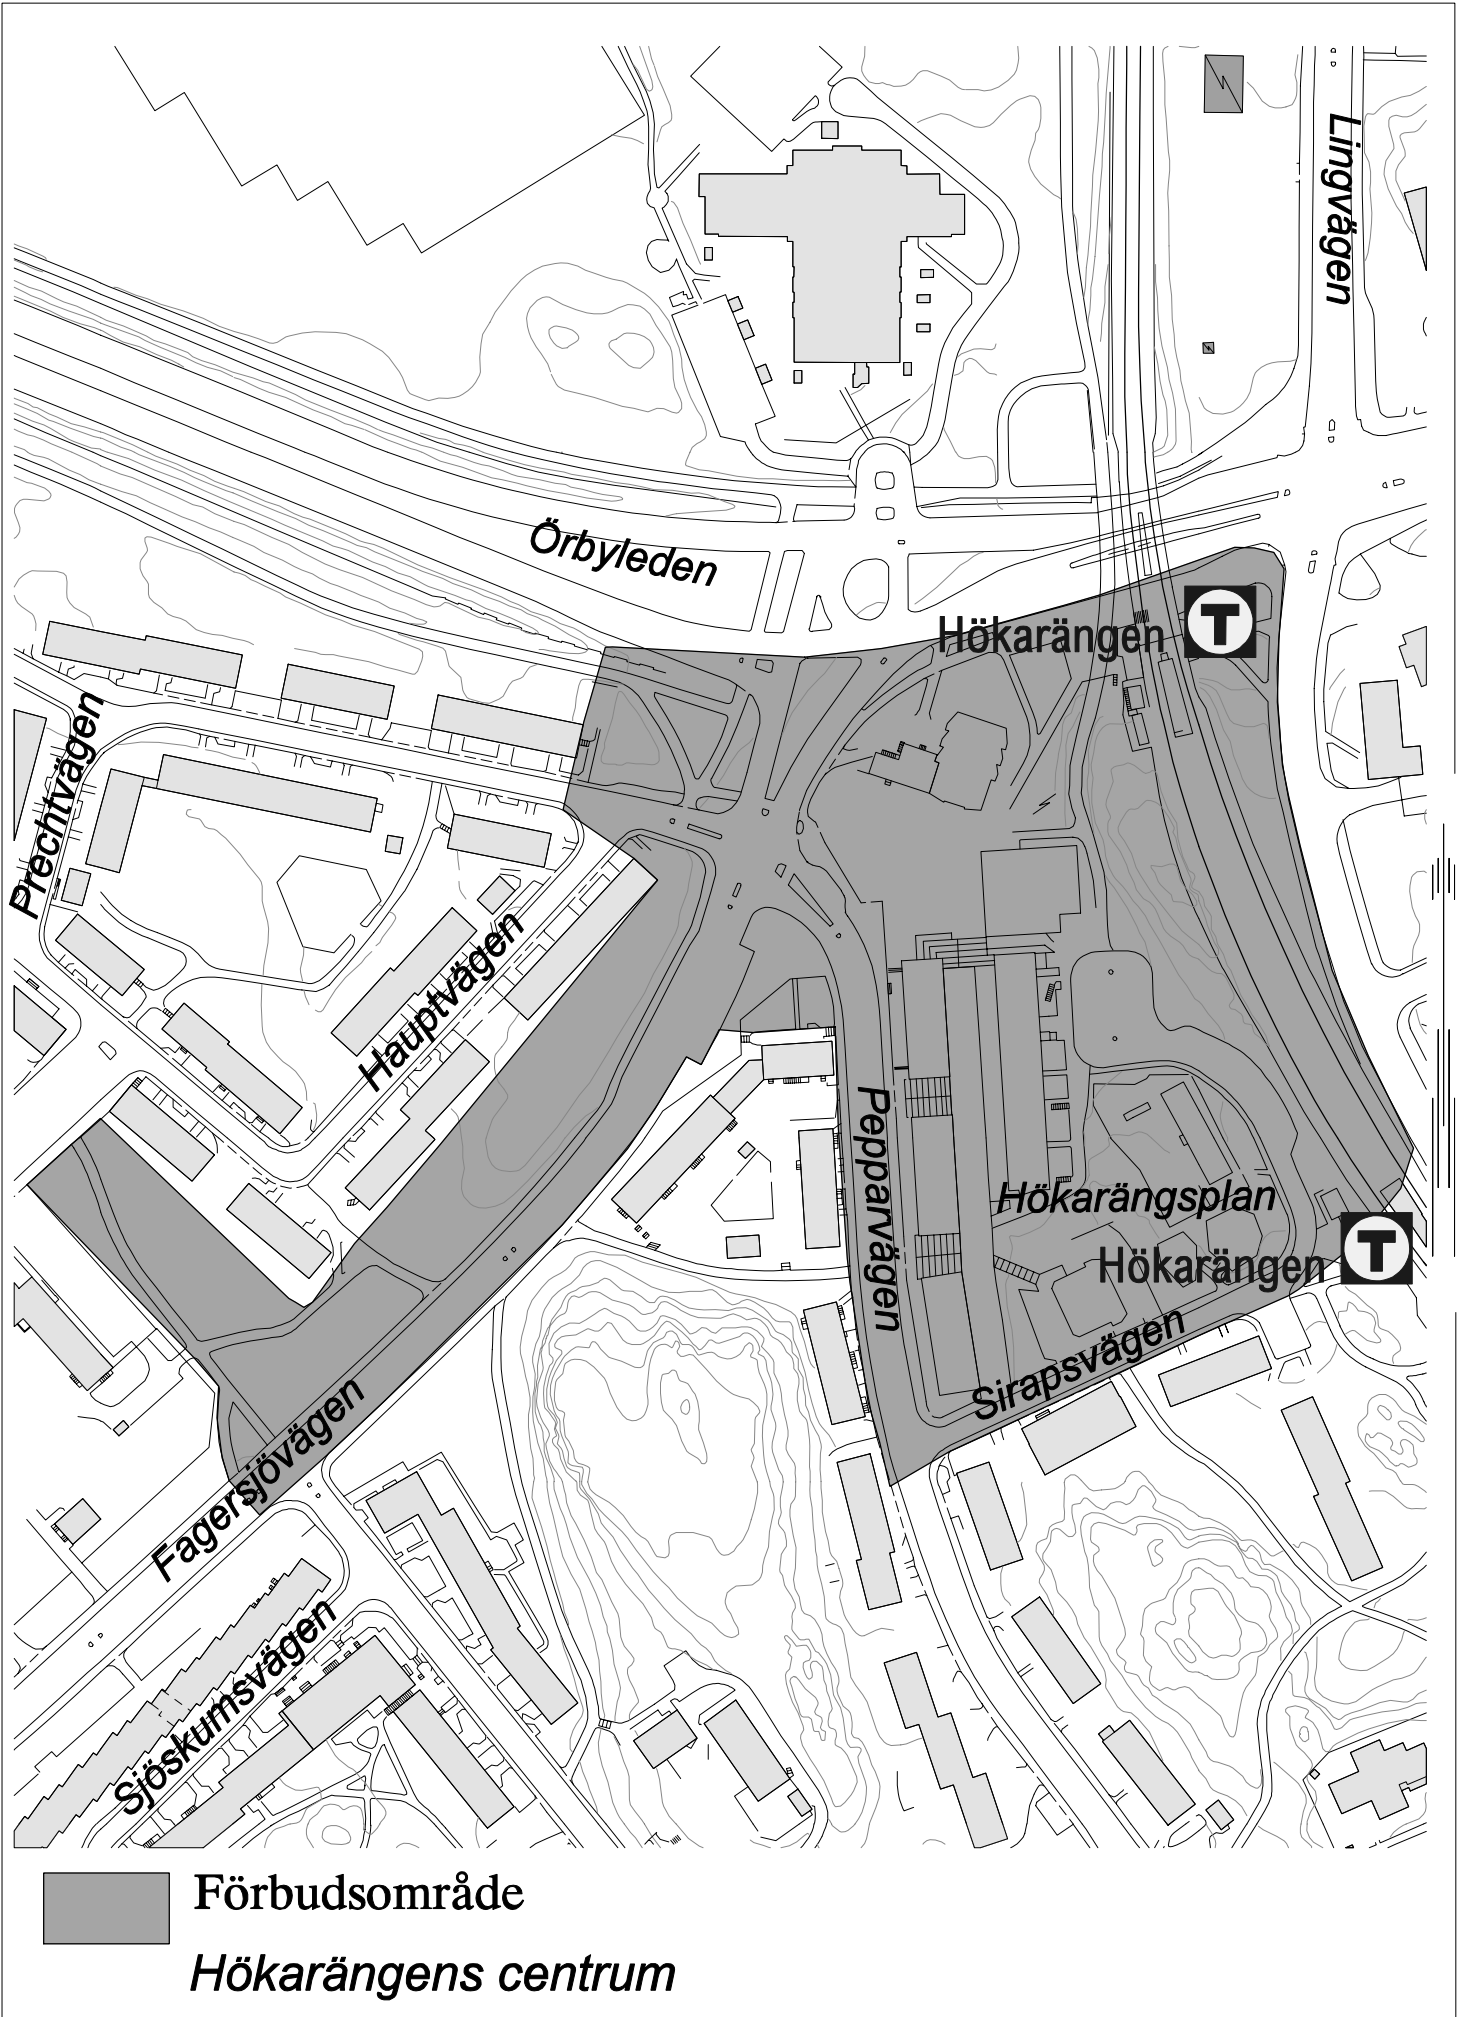 Lingvägen
Örbyleden
Hökarängen T
Prechtvägen
Hauptvägen
Pepparvägen
Hökarängsplan
Hökarängen T
Sirapsvägen
Fagersjövägen
Sjöskumsvägen
Förbudsområde
Hökarängens centrum